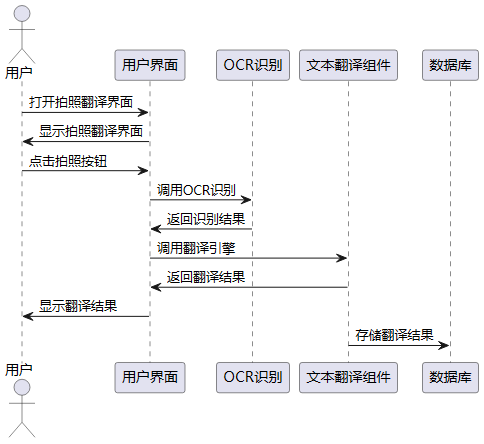 用户
用户界面
OCR识别
文本翻译组件
数据库
打开拍照翻译界面
显示拍照翻译界面
点击拍照按钮
调用OCR识别
返回识别结果
调用翻译引擎
返回翻译结果
显示翻译结果
存储翻译结果
用户
用户界面
OCR识别
文本翻译组件
数据库